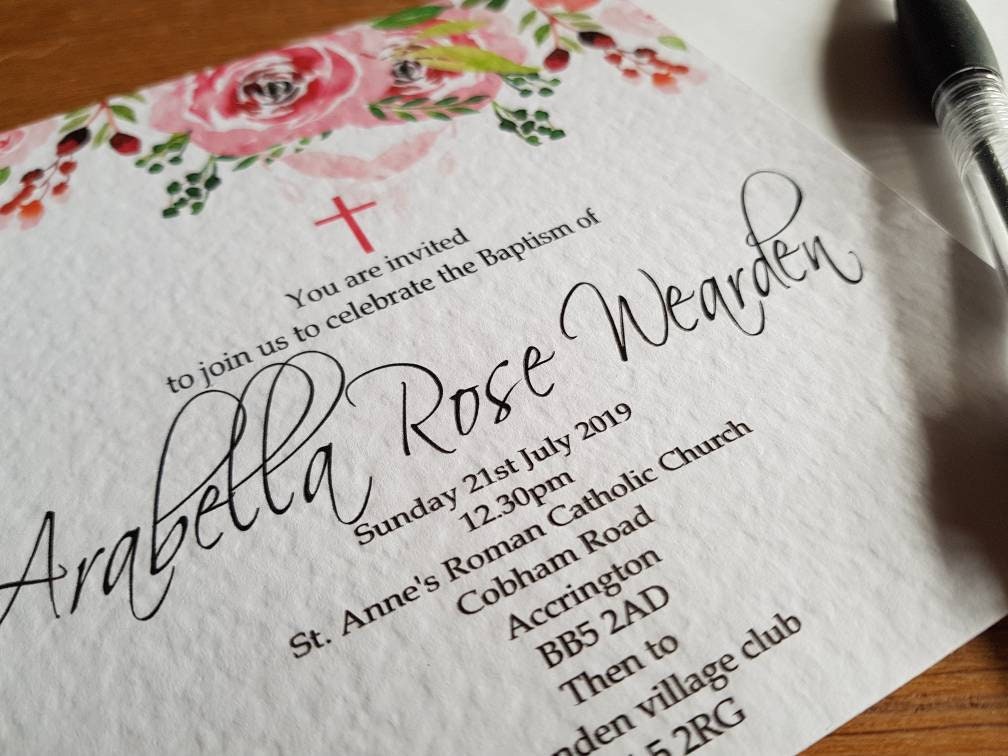 You are invited
to join us to celebrate the Baptism of
Arabella Rose Wearden
Sunday 21st July 2019
12.30pm
St. Anne's Roman Catholic Church
Cobham Road
Accrington
BB5 2AD
Then to
village club
2RG